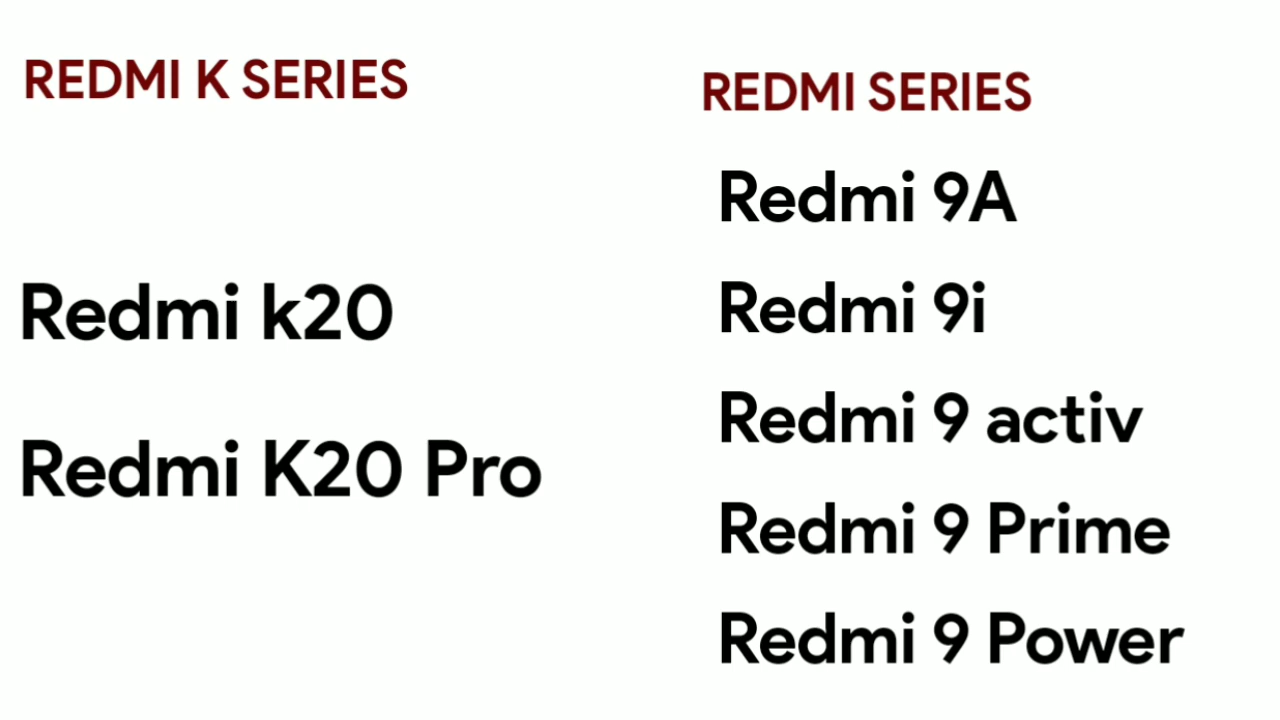 REDMI K SERIES
Redmi k20
Redmi K20 Pro
REDMI SERIES
Redmi 9A
Redmi 9i
Redmi 9 activ
Redmi 9 Prime
Redmi 9 Power